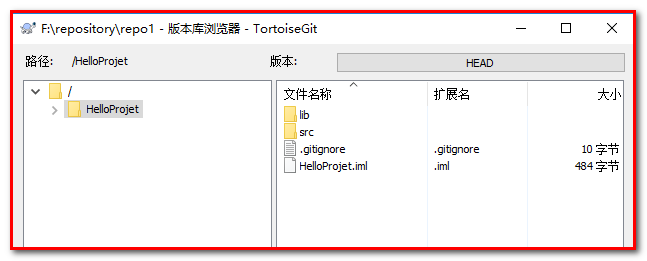 F:\repository\repo1 - 版本库浏览器 - TortoiseGit
路径: /HelloProjet 版本: HEAD
/
HelloProjet
文件名称 扩展名 大小
lib
src
.gitignore .gitignore 10 字节
HelloProjet.iml .iml 484 字节